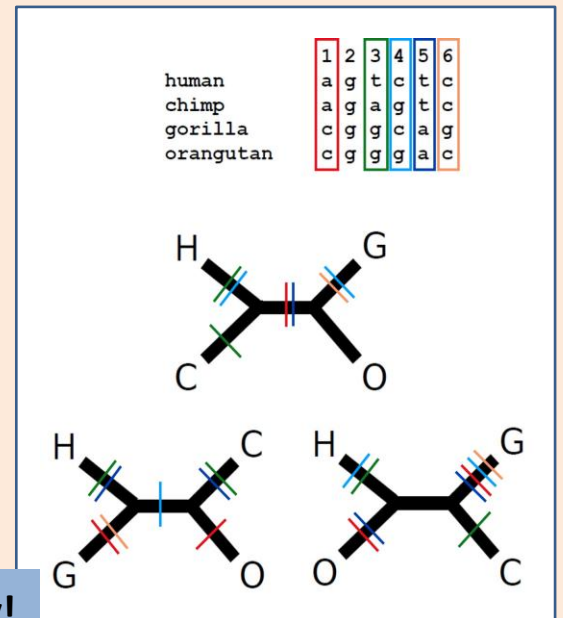 1 2 3 4 5 6
human a g t c t c
chimp a g a g t c
gorilla c g g c a g
orangutan c g g g a c
H G
C O
H C H G
G O O C